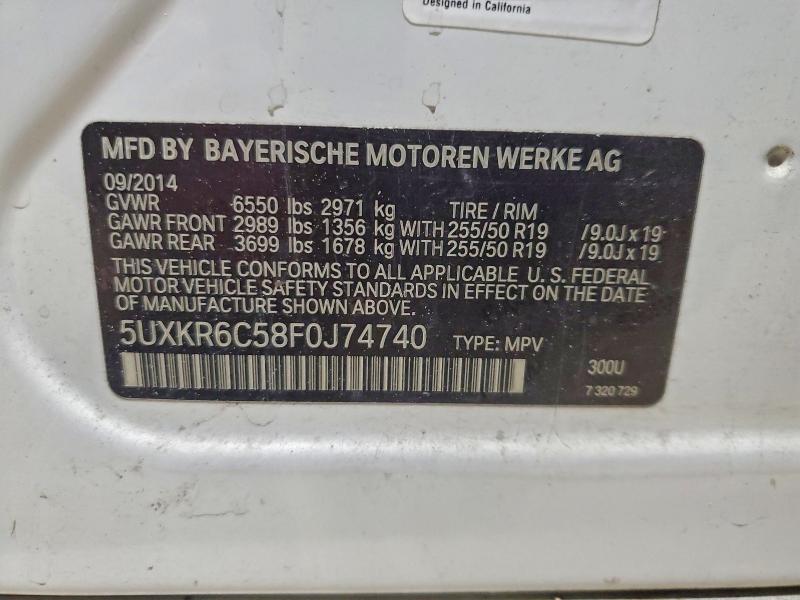 Designed in California
MFD BY BAYERISCHE MOTOREN WERKE AG
09/2014
GVWR 6550 lbs 2971 kg TIRE / RIM
GAWR FRONT 2989 lbs 1356 kg WITH 255/50 R19 /9.0J x 19
GAWR REAR 3699 lbs 1678 kg WITH 255/50 R19 /9.0J x 19
THIS VEHICLE CONFORMS TO ALL APPLICABLE U. S. FEDERAL
MOTOR VEHICLE SAFETY STANDARDS IN EFFECT ON THE DATE
OF MANUFACTURE SHOWN ABOVE.
5UXKR6C58F0J74740 TYPE: MPV
300U
7 320 729